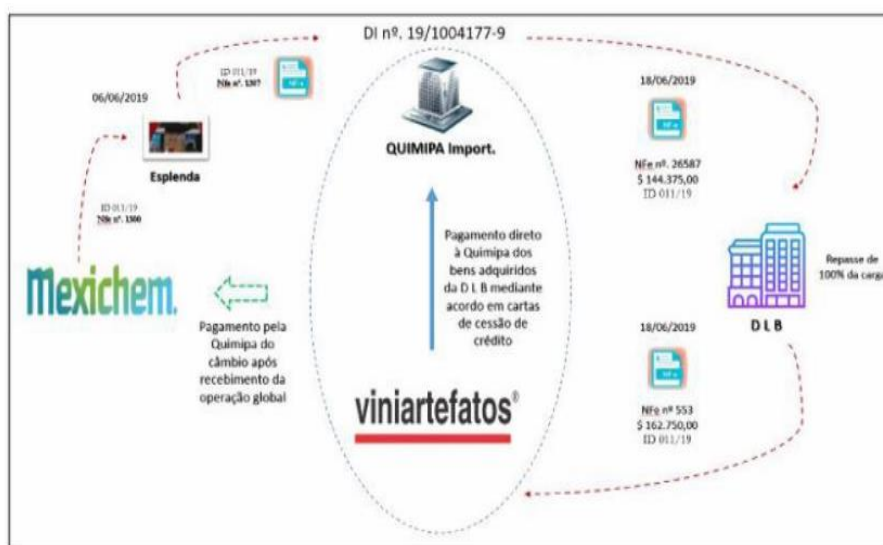 DI nº. 19/1004177-9
ID 011/19
Nfe nº. 1307
06/06/2019
Esplenda
ID 011/19
Nfe nº. 1300
Mexichem.
Pagamento pela
Quimipa do
câmbio após
recebimento da
operação global
QUIMIPA Import.
Pagamento direto
à Quimipa dos
bens adquiridos
da D L B mediante
acordo em cartas
de cessão de
crédito
viniartefatos®
18/06/2019
NFe
NFe nº. 26587
$ 144.375,00
ID 011/19
Repasse de
100% da carga
D L B
18/06/2019
NFe
NFe nº 553
$ 162.750,00
ID 011/19